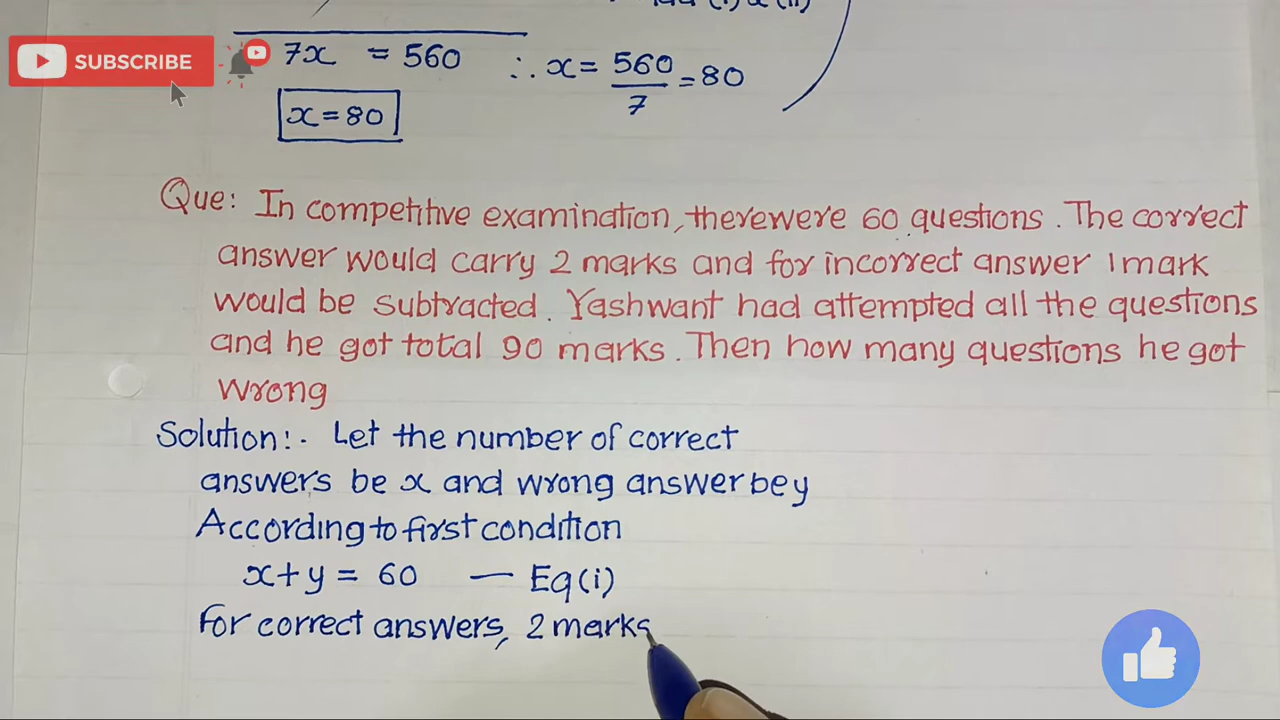 SUBSCRIBE
7x = 560 ∴ x = 560/7 = 80
x = 80
Que: In competitive examination, therewere 60 questions. The correct
answer would carry 2 marks and for incorrect answer 1 mark
would be subtracted. Yashwant had attempted all the questions
and he got total 90 marks. Then how many questions he got
wrong
Solution:. Let the number of correct
answers be x and wrong answer be y
According to first condition
x + y = 60 — Eq(i)
For correct answers, 2 marks